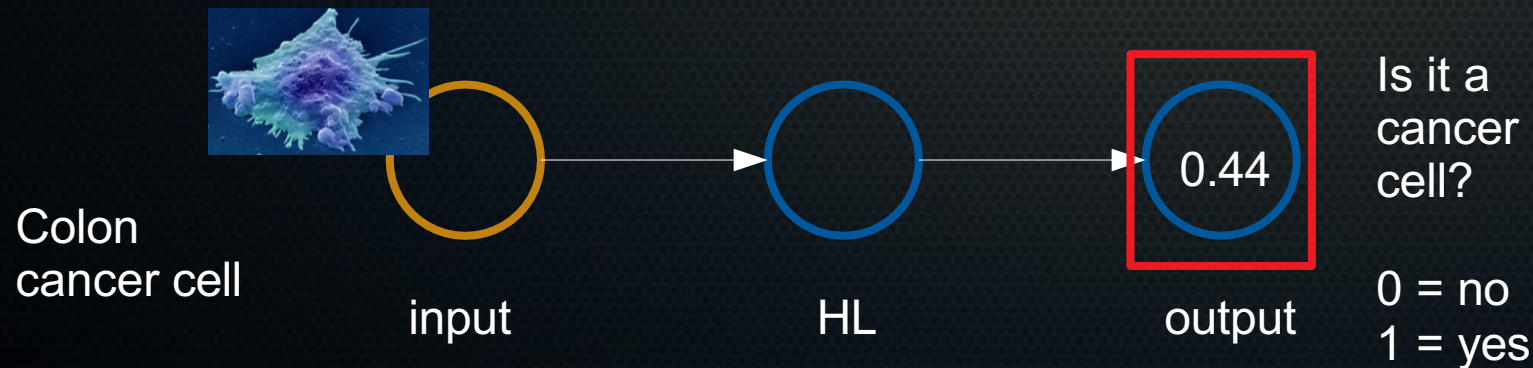 Colon
cancer cell
input
HL
0.44
output
Is it a
cancer
cell?
0 = no
1 = yes